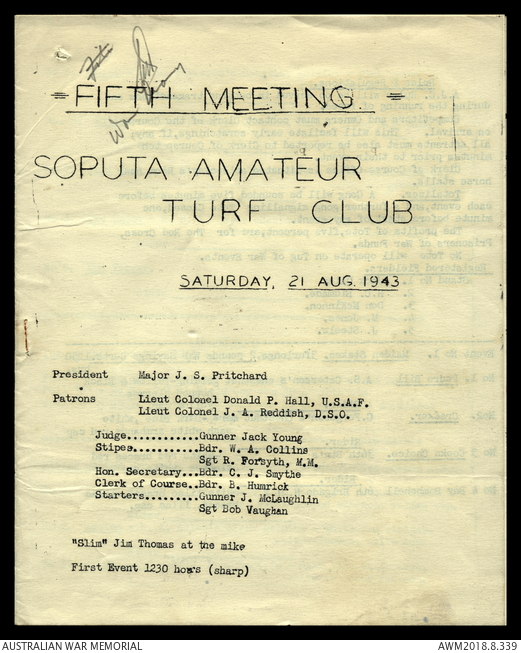 = FIFTH MEETING =
SOPUTA AMATEUR
TURF CLUB
SATURDAY, 21 AUG. 1943
President Major J. S. Pritchard
Patrons Lieut Colonel Donald P. Hall, U.S.A.F.
Lieut Colonel J. A. Reddish, D.S.O.
Judge............Gunner Jack Young
Stipes...........Bdr. W. A. Collins
Sgt R. Forsyth, M.M.
Hon. Secretary..Bdr. C. J. Smythe
Clerk of Course..Bdr. B. Humrick
Starters.........Gunner J. McLaughlin
Sgt Bob Vaughan
"Slim" Jim Thomas at the mike
First Event 1230 hours (sharp)
AUSTRALIAN WAR MEMORIAL
AWM2018.8.339